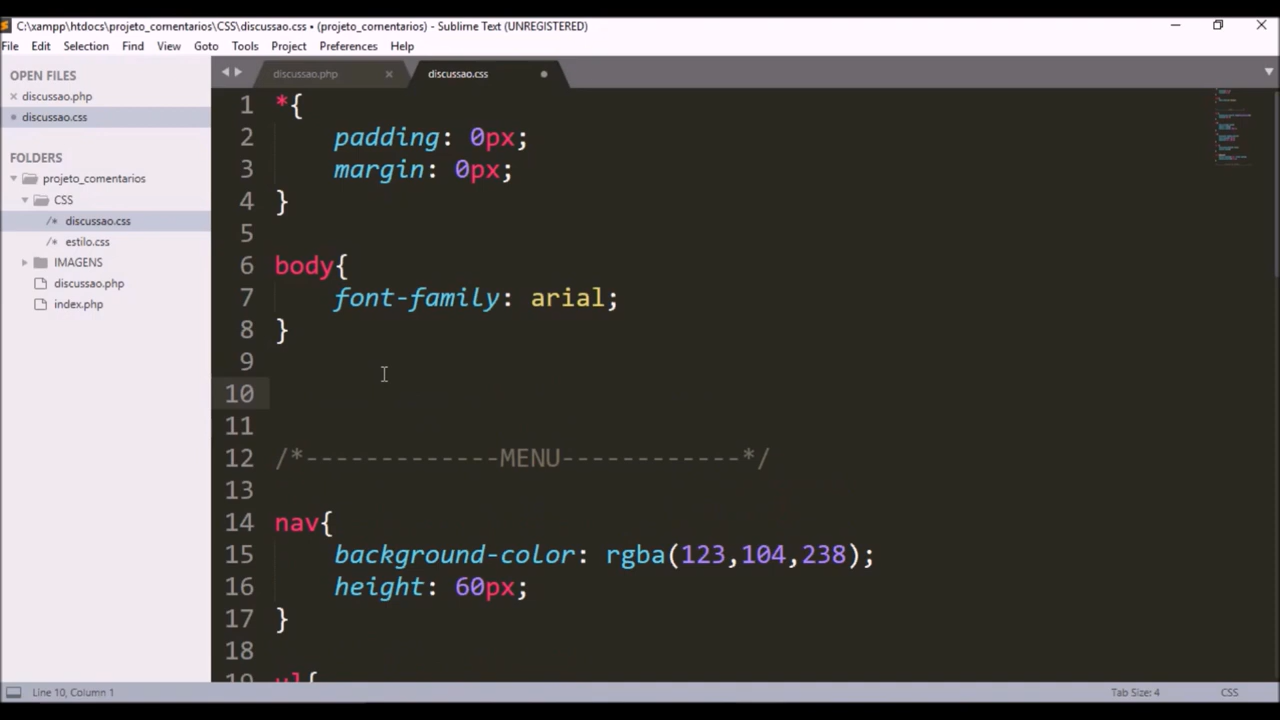 C:\xampp\htdocs\projeto_comentarios\CSS\discussao.css • (projeto_comentarios) - Sublime Text (UNREGISTERED)
File Edit Selection Find View Goto Tools Project Preferences Help
OPEN FILES
discussao.php
discussao.css
FOLDERS
projeto_comentarios
CSS
/* discussao.css
/* estilo.css
IMAGENS
discussao.php
index.php
discussao.php discussao.css
1 *{
2 padding: 0px;
3 margin: 0px;
4 }
5
6 body{
7 font-family: arial;
8 }
9
10
11
12 /*-------------MENU------------*/
13
14 nav{
15 background-color: rgba(123,104,238);
16 height: 60px;
17 }
18
19 ul{
Line 10, Column 1 Tab Size: 4 CSS